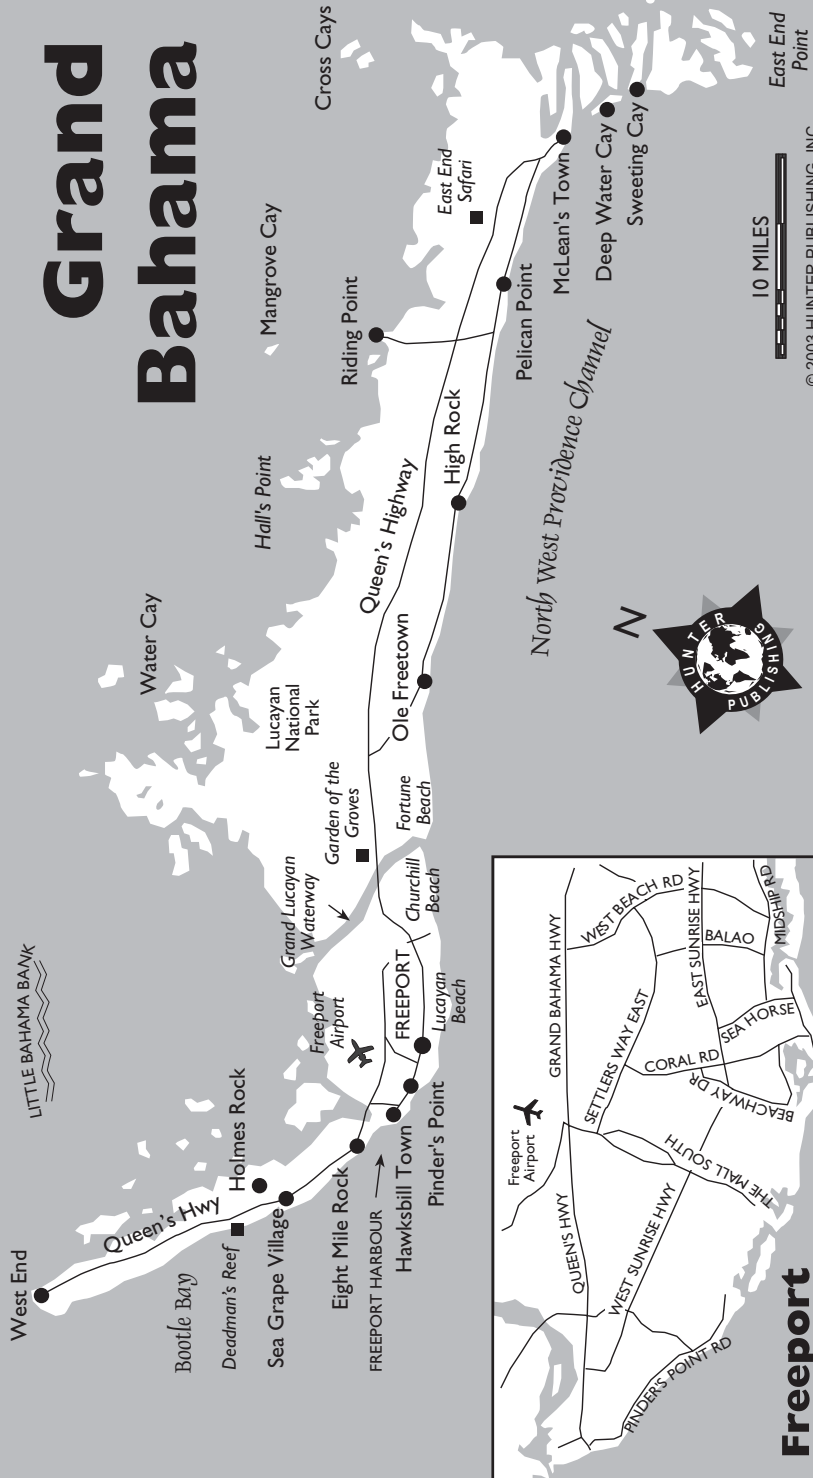 Grand
Bahama
LITTLE BAHAMA BANK
West End
Queen's Hwy
Bootle Bay
Deadman's Reef
Holmes Rock
Sea Grape Village
Eight Mile Rock
FREEPORT HARBOUR
Hawksbill Town
Pinder's Point
Freeport
Airport
FREEPORT
Lucayan
Beach
Grand Lucayan
Waterway
Churchill
Beach
Garden of the
Groves
Fortune
Beach
Lucayan
National
Park
Water Cay
Ole Freetown
Queen's Highway
Hall's Point
High Rock
Mangrove Cay
Riding Point
Pelican Point
East End
Safari
Cross Cays
McLean's Town
Deep Water Cay
Sweeting Cay
East End
Point
North West Providence Channel
N
HUNTER
PUBLISHING
10 MILES
© 2003 HUNTER PUBLISHING, INC
Freeport
Freeport
Airport
GRAND BAHAMA HWY
WEST BEACH RD
EAST SUNRISE HWY
MIDSHIP RD
BALAO
SETTLERS WAY EAST
SEA HORSE
CORAL RD
BEACHWAY DR
THE MALL SOUTH
QUEEN'S HWY
WEST SUNRISE HWY
PINDER'S POINT RD